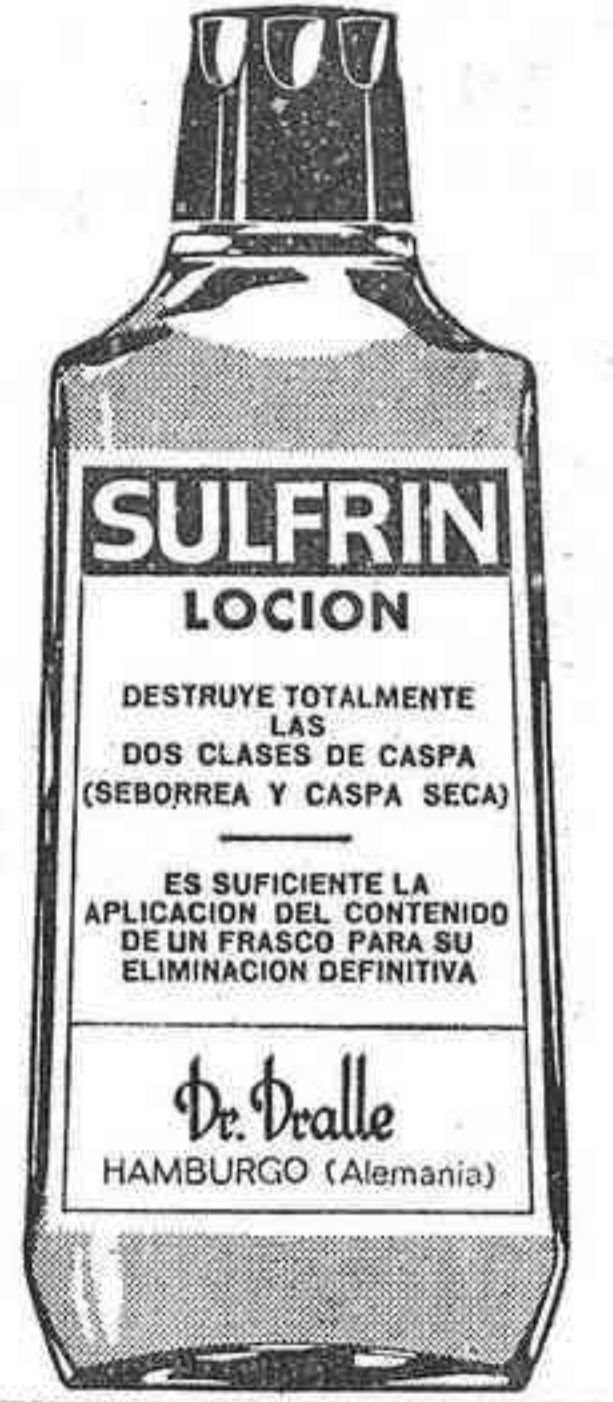 SULFRIN
LOCION
DESTRUYE TOTALMENTE
LAS
DOS CLASES DE CASPA
(SEBORREA Y CASPA SECA)
ES SUFICIENTE LA
APLICACION DEL CONTENIDO
DE UN FRASCO PARA SU
ELIMINACION DEFINITIVA
Dr. Dralle
HAMBURGO (Alemania)